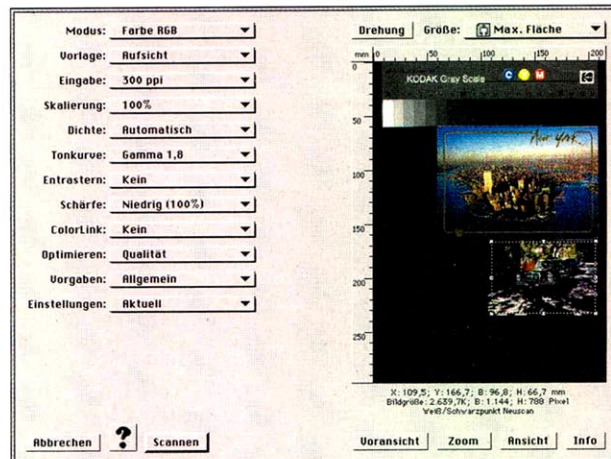 Modus: Farbe RGB
Vorlage: Aufsicht
Eingabe: 300 ppi
Skalierung: 100%
Dichte: Automatisch
Tonkurve: Gamma 1,8
Entrastern: Kein
Schärfe: Niedrig (100%)
ColorLink: Kein
Optimieren: Qualität
Vorgaben: Allgemein
Einstellungen: Aktuell
Abbrechen ? Scannen
Drehung Größe: Max. Fläche
mm 0 50 100 150 200
0
50
100
150
200
250
KODAK Gray Scale C Y M
New York
X: 109,5; Y: 166,7; B: 96,8; H: 66,7 mm
Bildgröße: 2.639,7K; B: 1.144; H: 788 Pixel
Weiß/Schwarzpunkt Neuscan
Voransicht Zoom Ansicht Info